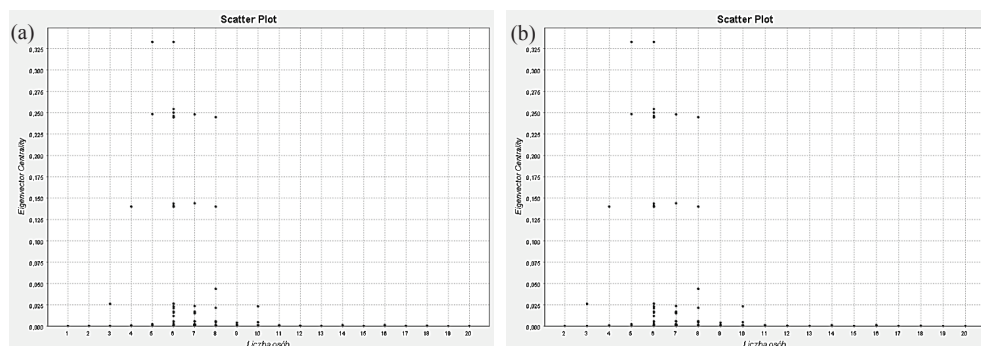 Scatter Plot
(a)
0,325
0,300
0,275
0,250
0,225
0,200
0,175
0,150
0,125
0,100
0,075
0,050
0,025
0,000
Eigenvector Centrality
1 2 3 4 5 6 7 8 9 10 11 12 13 14 15 16 17 18 19 20
Liczba osób
Scatter Plot
(b)
0,325
0,300
0,275
0,250
0,225
0,200
0,175
0,150
0,125
0,100
0,075
0,050
0,025
0,000
Eigenvector Centrality
2 3 4 5 6 7 8 9 10 11 12 13 14 15 16 17 18 19 20
Liczba osób